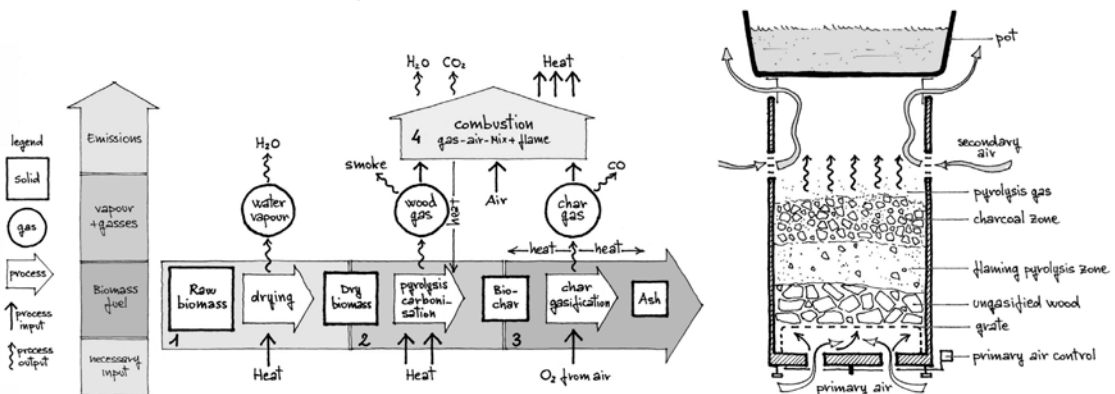 legend
solid
gas
process
process
input
process
output
Emissions
vapour
+gasses
Biomass
fuel
necessary
input
H₂O
water
vapour
Raw
biomass
drying
1
Heat
Dry
biomass
2
H₂O
CO₂
Heat
4
combustion
gas-air-Mix+flame
smoke
wood
gas
heat
Air
char
gas
CO
heat
heat
pyrolysis
carboni-
sation
Heat
Bio-
char
3
char
gasification
Ash
O₂ from air
pot
secondary
air
pyrolysis gas
charcoal zone
flaming pyrolysis zone
ungasified wood
grate
primary air control
primary air